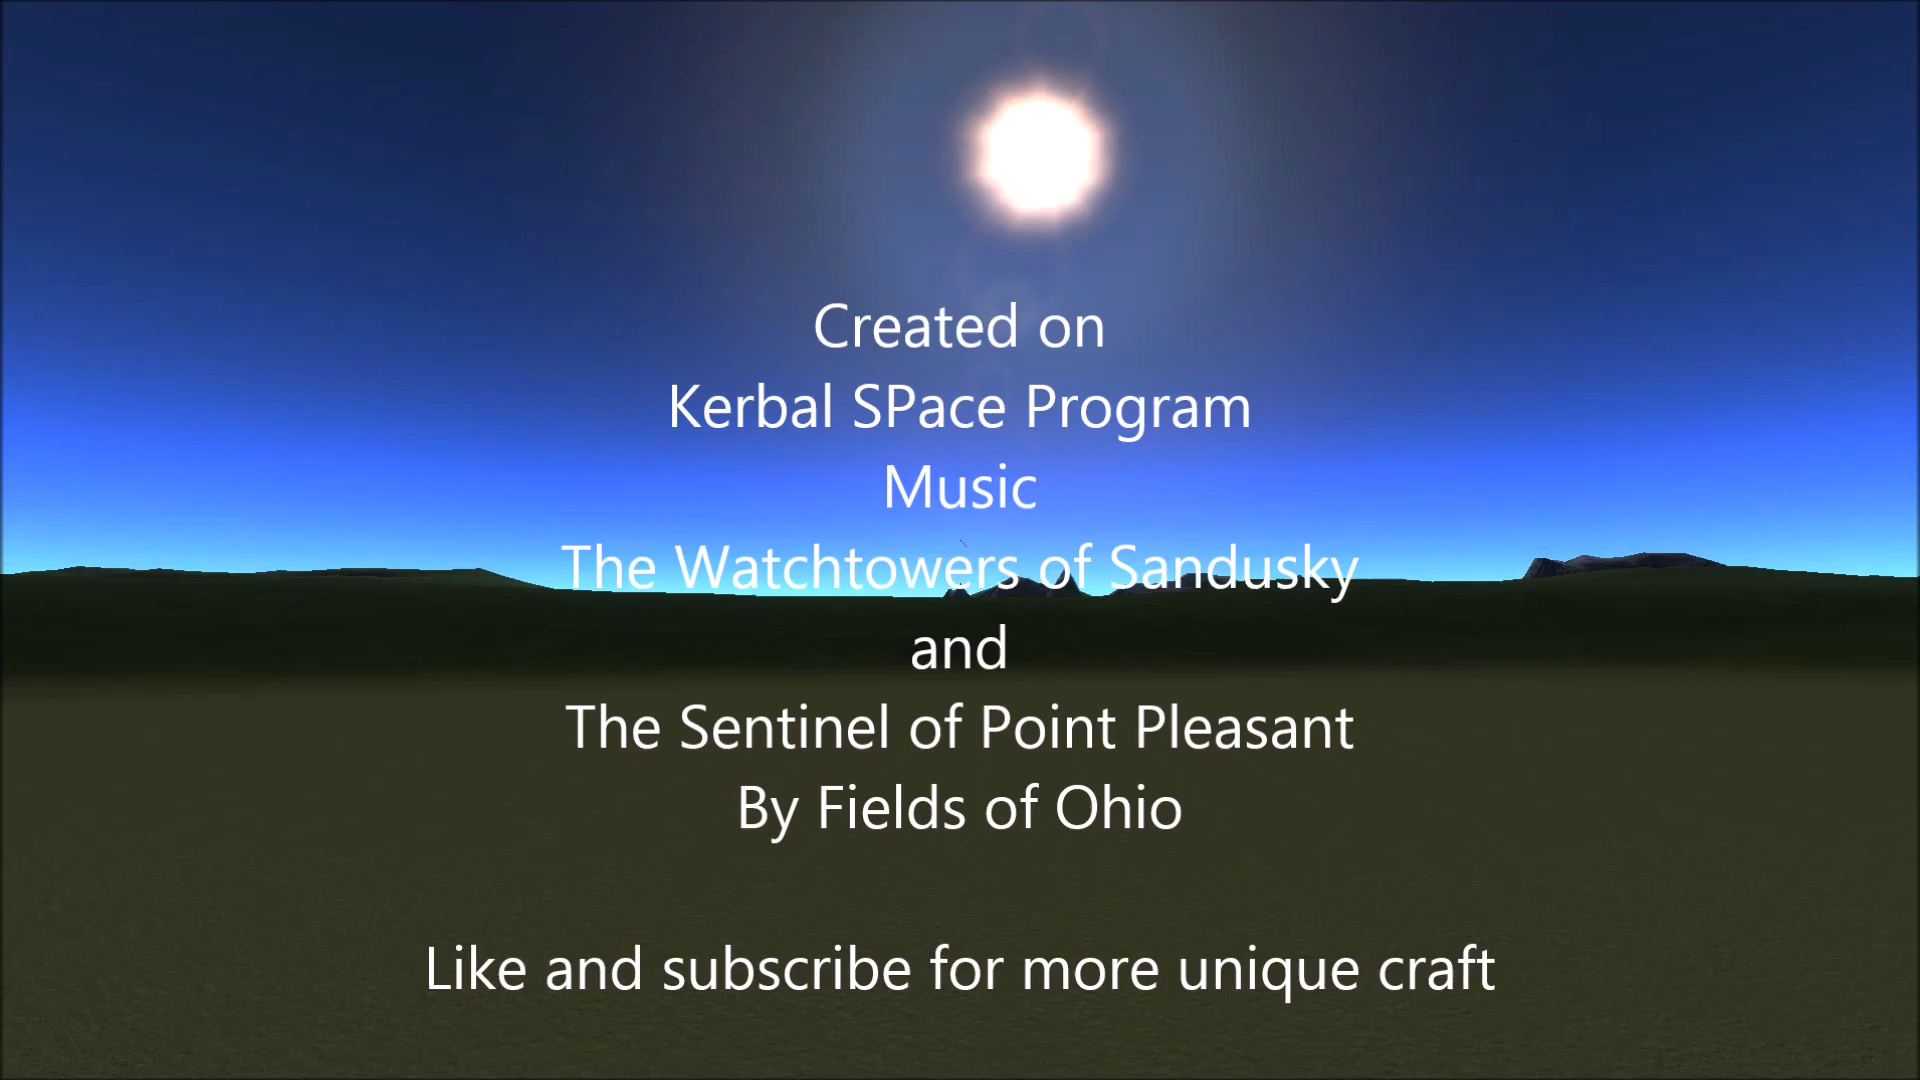 Created on
Kerbal SPace Program
Music
The Watchtowers of Sandusky
and
The Sentinel of Point Pleasant
By Fields of Ohio
Like and subscribe for more unique craft